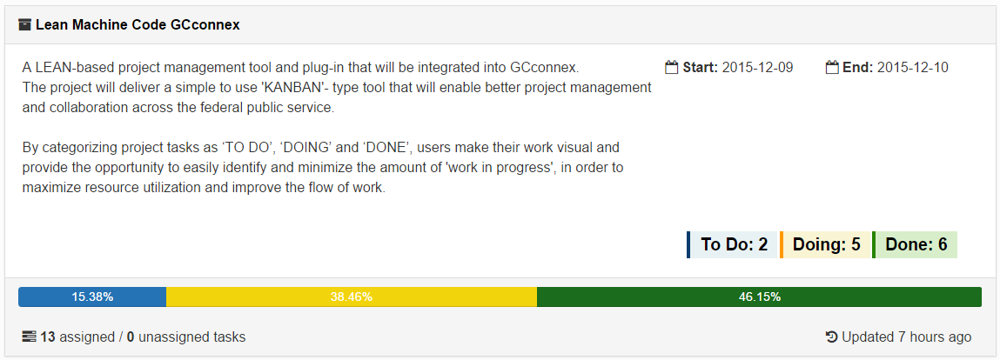 Lean Machine Code GCconnex
A LEAN-based project management tool and plug-in that will be integrated into GCconnex.
The project will deliver a simple to use 'KANBAN'- type tool that will enable better project management
and collaboration across the federal public service.
By categorizing project tasks as ‘TO DO’, ‘DOING’ and ‘DONE’, users make their work visual and
provide the opportunity to easily identify and minimize the amount of 'work in progress', in order to
maximize resource utilization and improve the flow of work.
Start: 2015-12-09 End: 2015-12-10
To Do: 2 Doing: 5 Done: 6
15.38% 38.46% 46.15%
13 assigned / 0 unassigned tasks Updated 7 hours ago